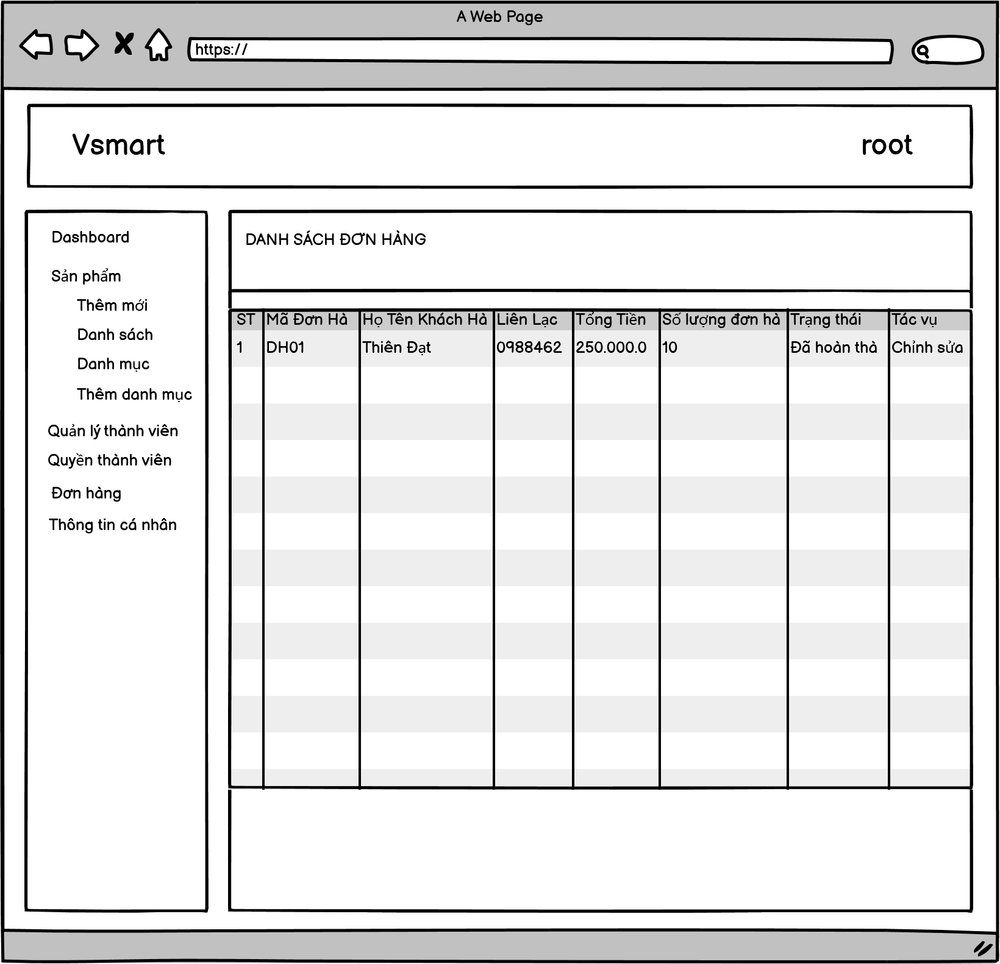 A Web Page
https://
Vsmart
root
Dashboard
Sản phẩm
Thêm mới
Danh sách
Danh mục
Thêm danh mục
Quản lý thành viên
Quyền thành viên
Đơn hàng
Thông tin cá nhân
DANH SÁCH ĐƠN HÀNG
ST Mã Đơn Hà Họ Tên Khách Hà Liên Lạc Tổng Tiền Số lượng đơn hà Trạng thái Tác vụ
1 DH01 Thiên Đạt 0988462 250.000.0 10 Đã hoàn thà Chỉnh sửa